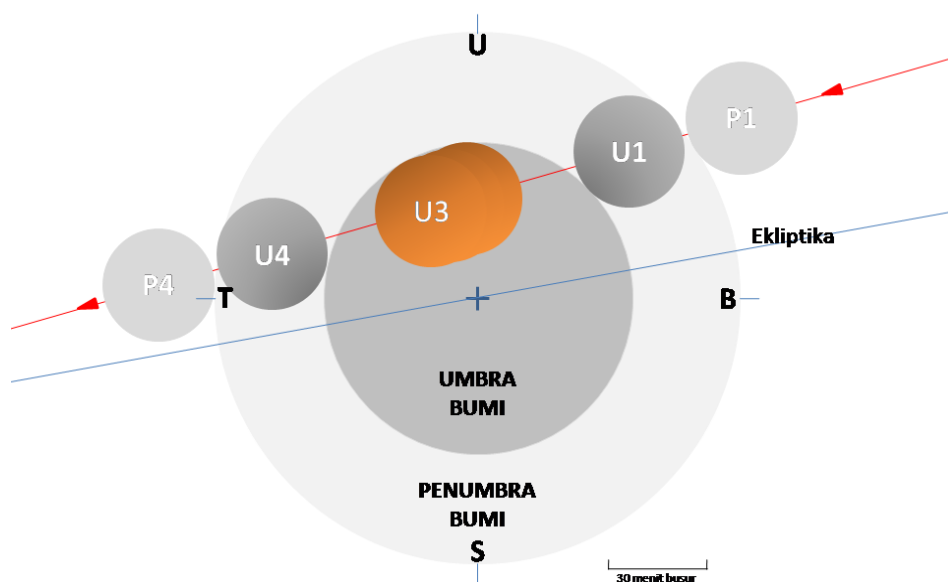 U
P1
U1
U3
Ekliptika
U4
P4
T
B
UMBRA
BUMI
PENUMBRA
BUMI
S
30 menit busur